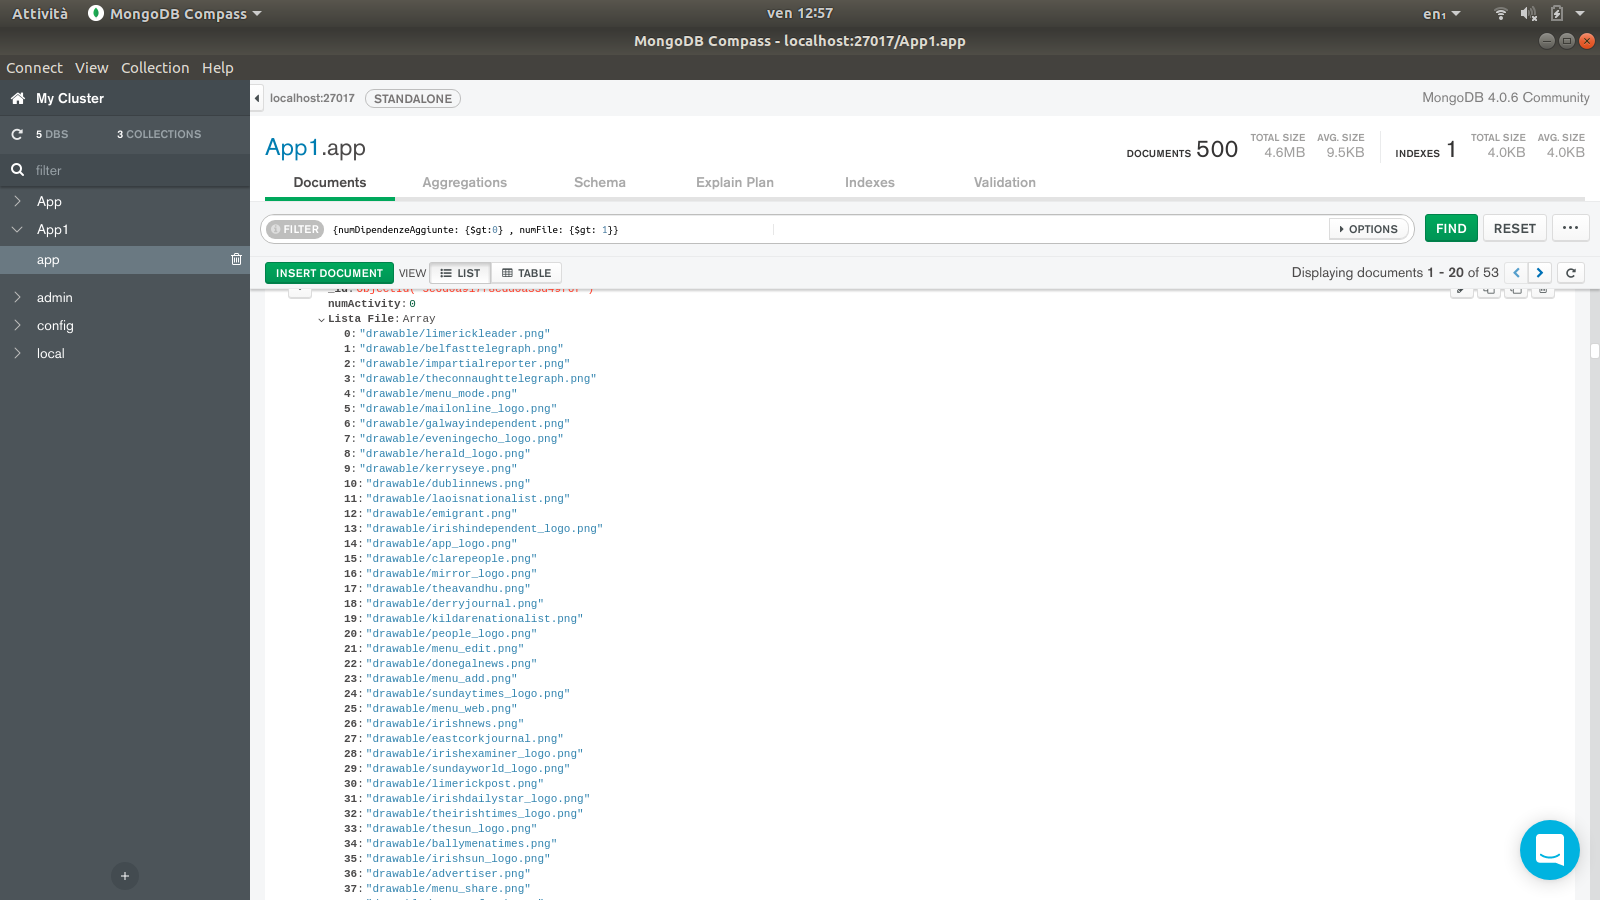 Attività MongoDB Compass ven 12:57 en₁
MongoDB Compass - localhost:27017/App1.app
Connect View Collection Help
My Cluster
5 DBS 3 COLLECTIONS
filter
App
App1
app
admin
config
local
localhost:27017 STANDALONE MongoDB 4.0.6 Community
App1.app
DOCUMENTS 500 TOTAL SIZE 4.6MB AVG. SIZE 9.5KB INDEXES 1 TOTAL SIZE 4.0KB AVG. SIZE 4.0KB
Documents Aggregations Schema Explain Plan Indexes Validation
FILTER {numDipendenzeAggiunte: {$gt:0} , numFile: {$gt: 1}} OPTIONS FIND RESET ...
INSERT DOCUMENT VIEW LIST TABLE Displaying documents 1 - 20 of 53
numActivity: 0
Lista File: Array
0: "drawable/limerickleader.png"
1: "drawable/belfasttelegraph.png"
2: "drawable/impartialreporter.png"
3: "drawable/theconnaughttelegraph.png"
4: "drawable/menu_mode.png"
5: "drawable/mailonline_logo.png"
6: "drawable/galwayindependent.png"
7: "drawable/eveningecho_logo.png"
8: "drawable/herald_logo.png"
9: "drawable/kerryseye.png"
10: "drawable/dublinnews.png"
11: "drawable/laoisnationalist.png"
12: "drawable/emigrant.png"
13: "drawable/irishindependent_logo.png"
14: "drawable/app_logo.png"
15: "drawable/clarepeople.png"
16: "drawable/mirror_logo.png"
17: "drawable/theavandhu.png"
18: "drawable/derryjournal.png"
19: "drawable/kildarenationalist.png"
20: "drawable/people_logo.png"
21: "drawable/menu_edit.png"
22: "drawable/donegalnews.png"
23: "drawable/menu_add.png"
24: "drawable/sundaytimes_logo.png"
25: "drawable/menu_web.png"
26: "drawable/irishnews.png"
27: "drawable/eastcorkjournal.png"
28: "drawable/irishexaminer_logo.png"
29: "drawable/sundayworld_logo.png"
30: "drawable/limerickpost.png"
31: "drawable/irishdailystar_logo.png"
32: "drawable/theirishtimes_logo.png"
33: "drawable/thesun_logo.png"
34: "drawable/ballymenatimes.png"
35: "drawable/irishsun_logo.png"
36: "drawable/advertiser.png"
37: "drawable/menu_share.png"